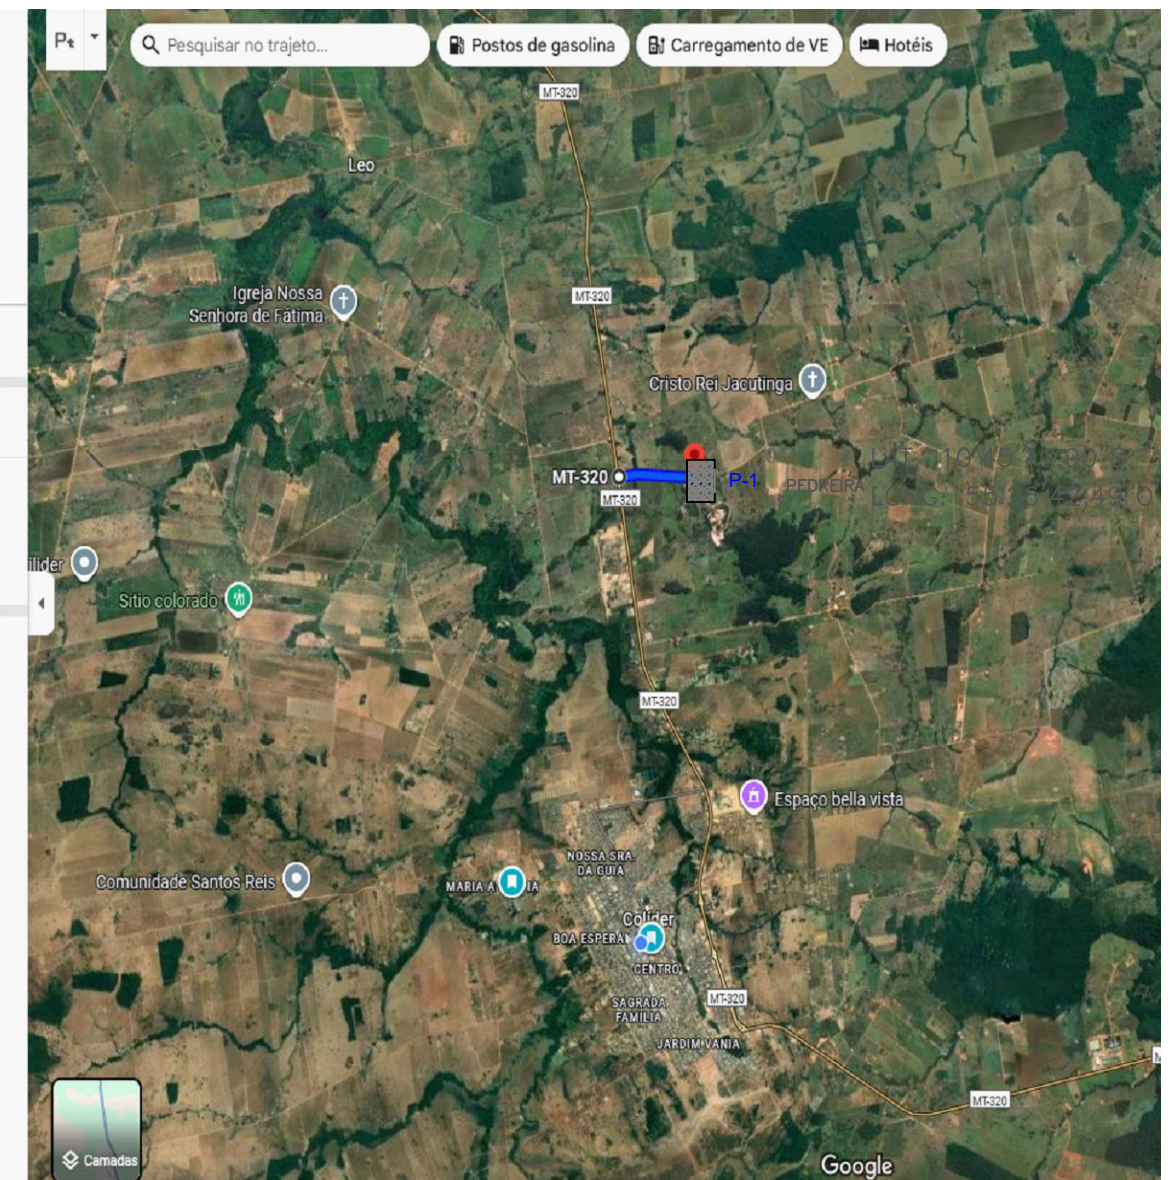 Pesquisar no trajeto...
Postos de gasolina
Carregamento de VE
Hotéis
MT-320
Leo
Igreja Nossa
Senhora de Fátima
MT-320
Cristo Rei Jacutinga
MT-320
MT-320
P-1
PEDREIRA
ilider
Sitio colorado
MT-320
Espaço bella vista
NOSSA SRA.
DA GUIA
Comunidade Santos Reis
MARIA A
IA
Colíder
BOA ESPERA
CENTRO
SAGRADA
FAMÍLIA
MT-320
JARDIM VANIA
MT-320
Camadas
Google